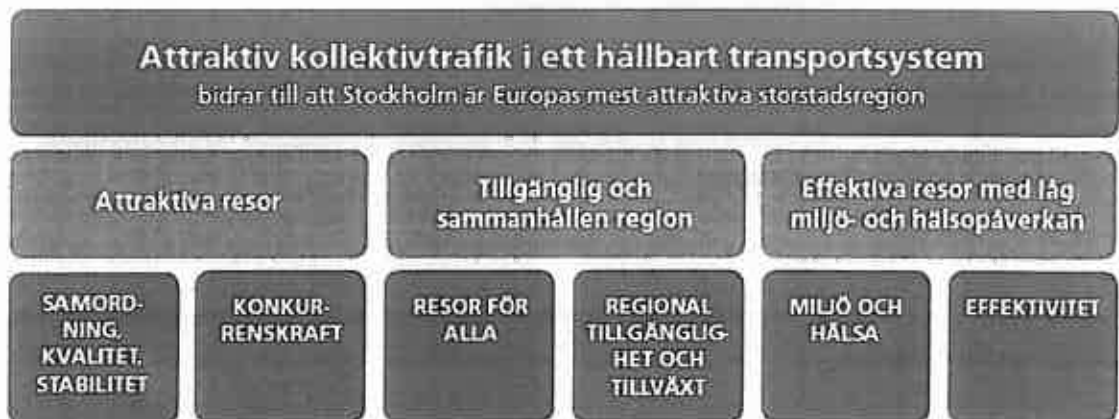 Attraktiv kollektivtrafik i ett hållbart transportsystem
bidrar till att Stockholm är Europas mest attraktiva storstadsregion
Attraktiva resor
Tillgänglig och
sammanhållen region
Effektiva resor med låg
miljö- och hälsopåverkan
SAMORD-
NING,
KVALITET,
STABILITET
KONKUR-
RENSKRAFT
RESOR FÖR
ALLA
REGIONAL
TILLGÄNGLIG-
HET OCH
TILLVÄXT
MILJÖ OCH
HÄLSA
EFFEKTIVITET